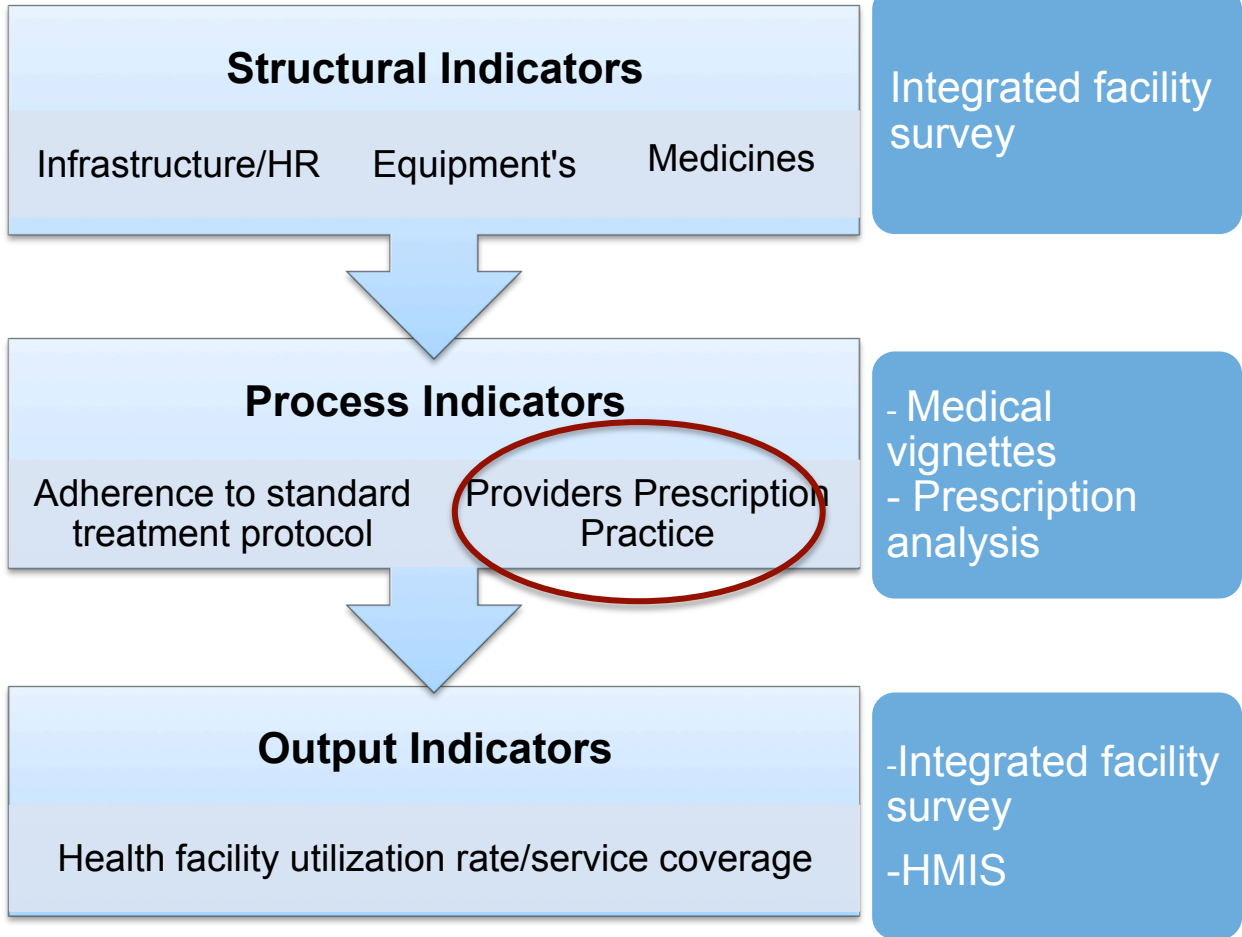 Structural Indicators
Infrastructure/HR
Equipment's
Medicines
Integrated facility
survey
Process Indicators
Adherence to standard
treatment protocol
Providers Prescription
Practice
- Medical
vignettes
- Prescription
analysis
Output Indicators
Health facility utilization rate/service coverage
-Integrated facility
survey
-HMIS